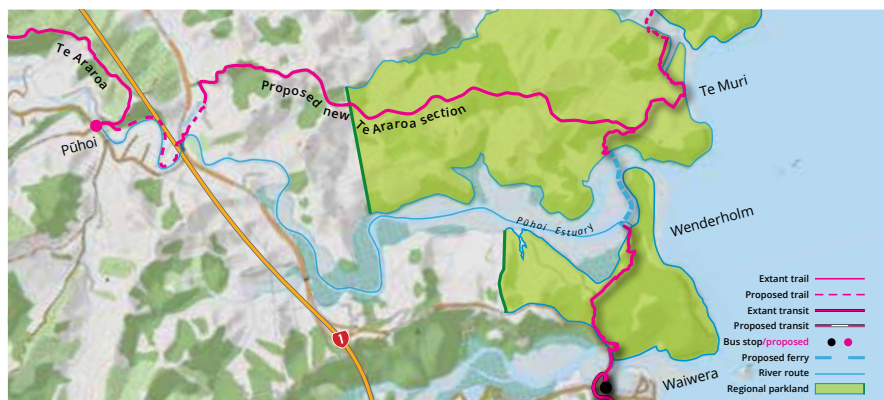 Te Araroa
Proposed new Te Araroa section
Te Muri
Pūhoi
Pūhoi Estuary
Wenderholm
1
Waiwera
Extant trail
Proposed trail
Extant transit
Proposed transit
Bus stop/proposed
Proposed ferry
River route
Regional parkland